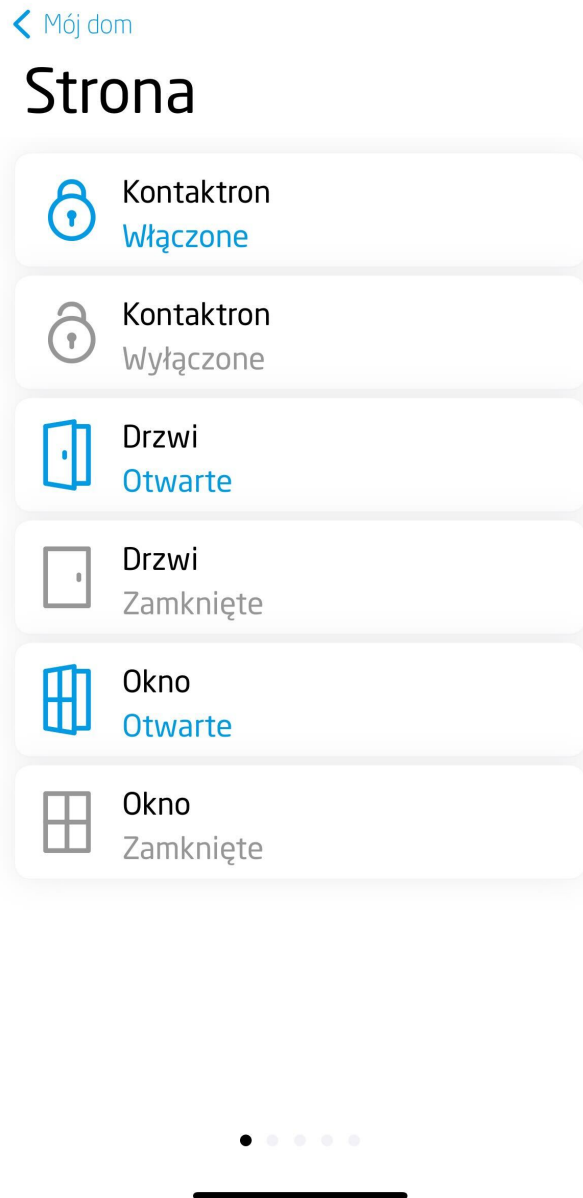 Mój dom
Strona
Kontaktron
Włączone
Kontaktron
Wyłączone
Drzwi
Otwarte
Drzwi
Zamknięte
Okno
Otwarte
Okno
Zamknięte